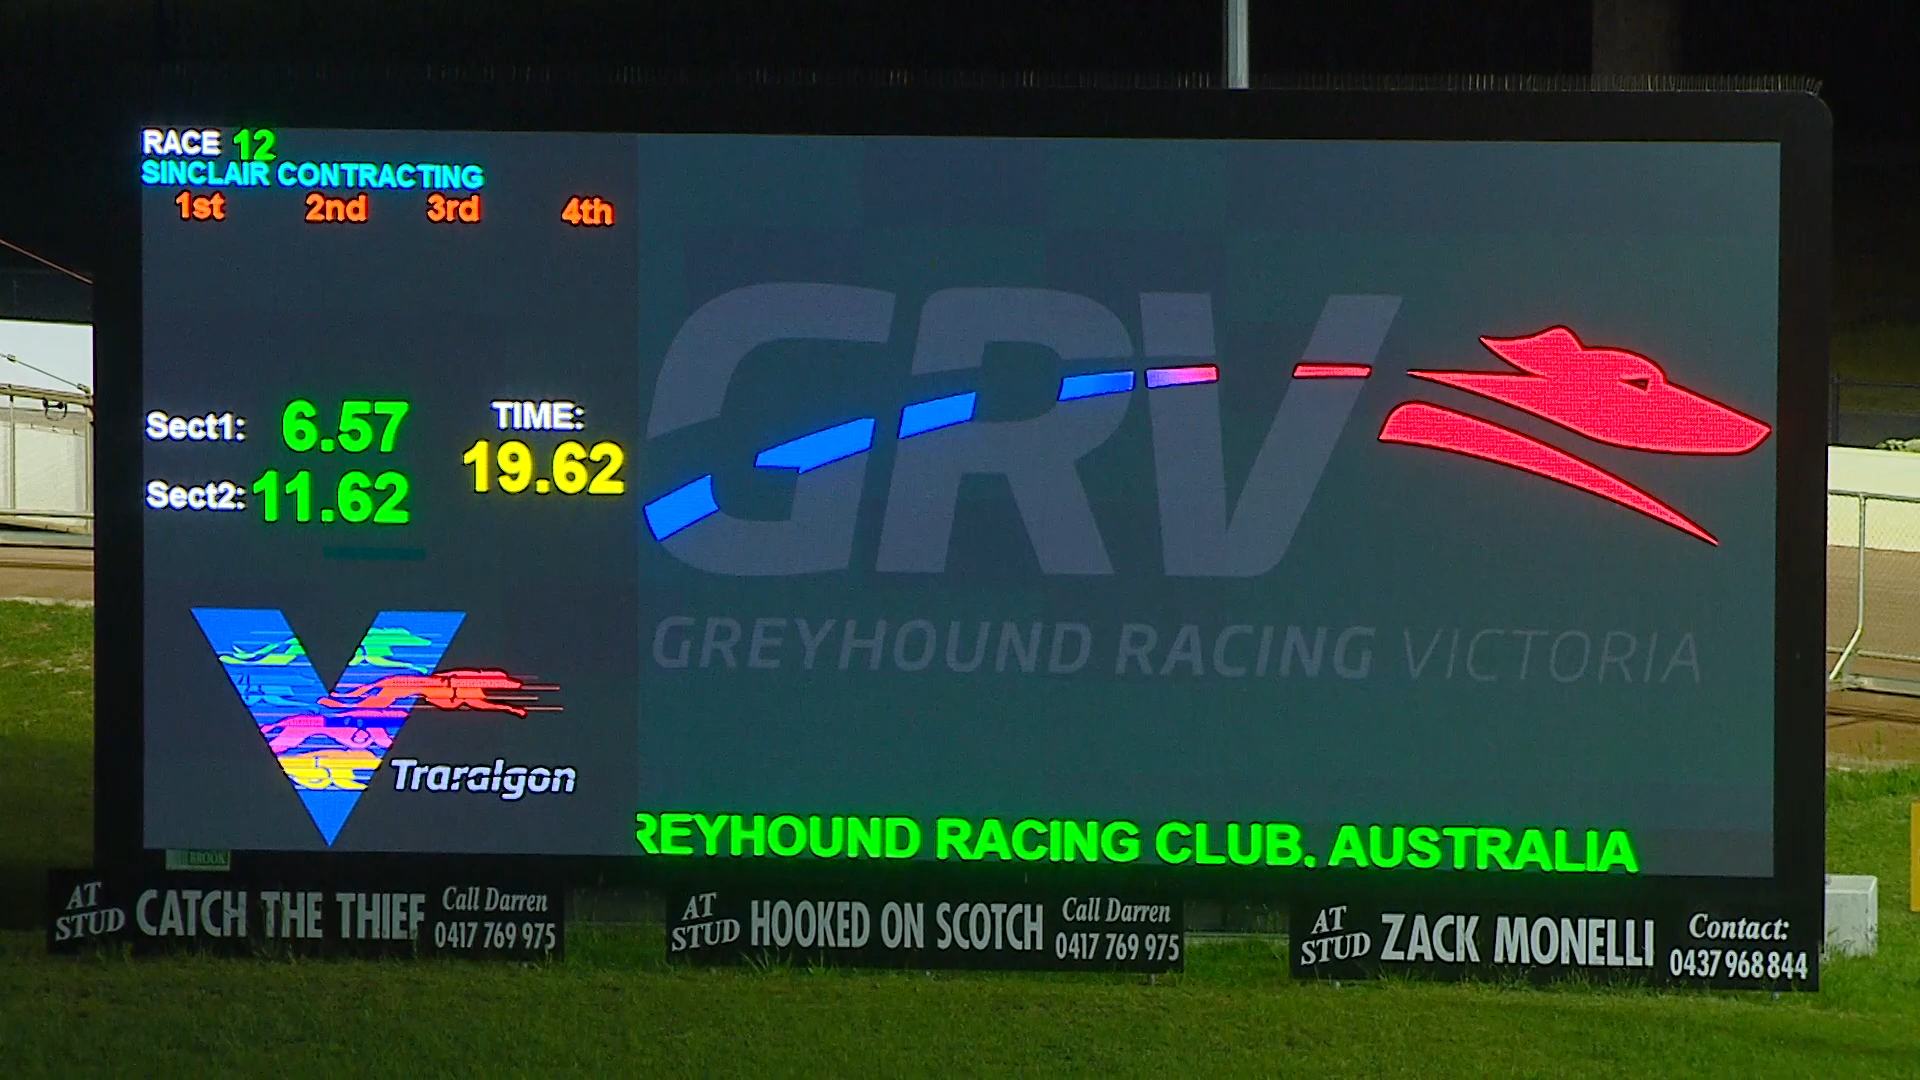 RACE 12
SINCLAIR CONTRACTING
1st 2nd 3rd 4th
Sect1: 6.57
Sect2: 11.62
TIME:
19.62
Traralgon
GRV
GREYHOUND RACING VICTORIA
REYHOUND RACING CLUB. AUSTRALIA
BROOK
AT STUD CATCH THE THIEF Call Darren 0417 769 975
AT STUD HOOKED ON SCOTCH Call Darren 0417 769 975
AT STUD ZACK MONELLI Contact: 0437 968 844